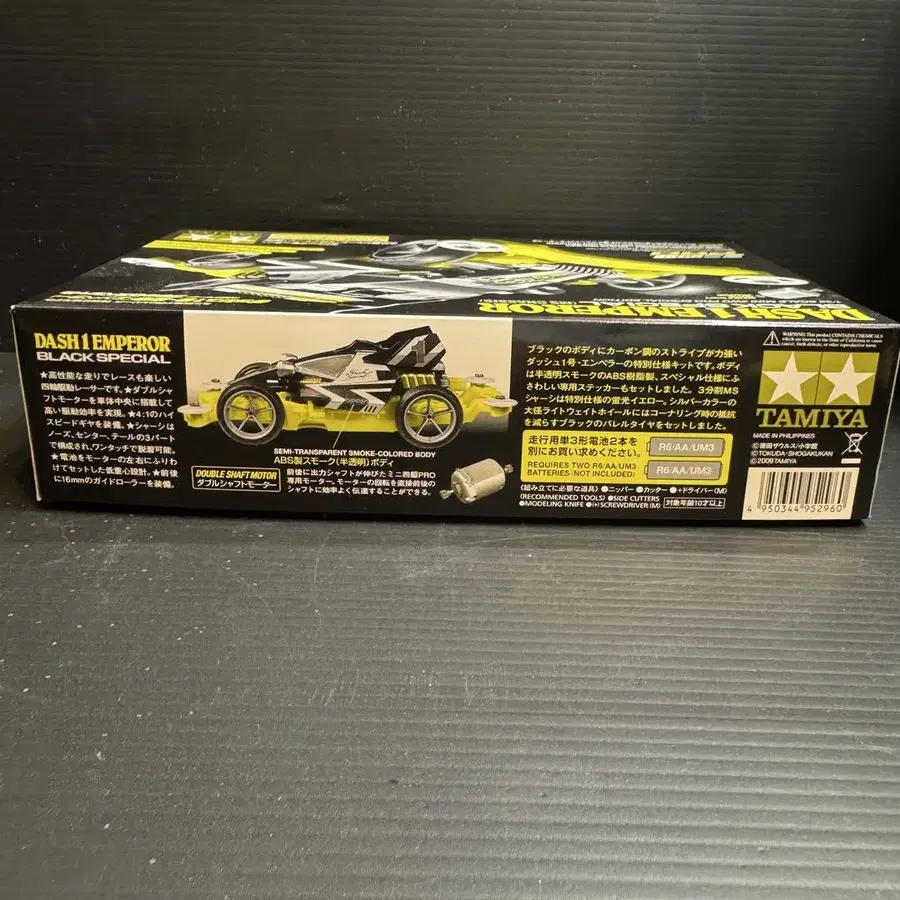 DASH 1 EMPEROR
DASH 1 EMPEROR
BLACK SPECIAL
★高性能な走りでレースも楽しい
四輪駆動レーサーです。★ダブルシャ
フトモーターを車体中央に搭載して
高い駆動効率を実現。★4:1のハイ
スピードギヤを装備。★シャーシは
ノーズ、センター、テールの3パート
で構成され、ワンタッチで脱着可能。
★電池をモーターの左右にふりわ
けてセットした低重心設計。★前後
に16mmのガイドローラーを装備。
SEMI-TRANSPARENT SMOKE-COLORED BODY
ABS製スモーク(半透明)ボディ
DOUBLE SHAFT MOTOR
ダブルシャフトモーター
前後に出力シャフトが伸びたミニ四駆PRO
専用モーター。モーターの回転を直接前後の
シャフトに効率よく伝達することができる。
ブラックのボディにカーボン調のストライプが力強い
ダッシュ1号・エンペラーの特別仕様キットです。ボディ
は半透明スモークのABS樹脂製、スペシャル仕様にふ
さわしい専用ステッカーもセットしました。3分割MS
シャーシは特別仕様の蛍光イエロー。シルバーカラーの
大径ライトウェイトホイールにはコーナリング時の抵抗
を減らすブラックのバレルタイヤをセットしました。
走行用単3形電池2本を
別にお買い求めください。
R6/AA/UM3
REQUIRES TWO R6/AA/UM3
BATTERIES (NOT INCLUDED).
R6/AA/UM3
《組み立てに必要な道具》●ニッパー ●カッター ●+ドライバー(M)
《RECOMMENDED TOOLS》●SIDE CUTTERS
●MODELING KNIFE ●(+)SCREWDRIVER (M)
対象年齢10才以上
WARNING: This product CONTAINS CHEMICALS
known to the State of California to cause
cancer, birth defects, or other reproductive harm.
TAMIYA
MADE IN PHILIPPINES
©徳田ザウルス・小学館
©TOKUDA・SHOGAKUKAN
©2009 TAMIYA
4 950344 952960